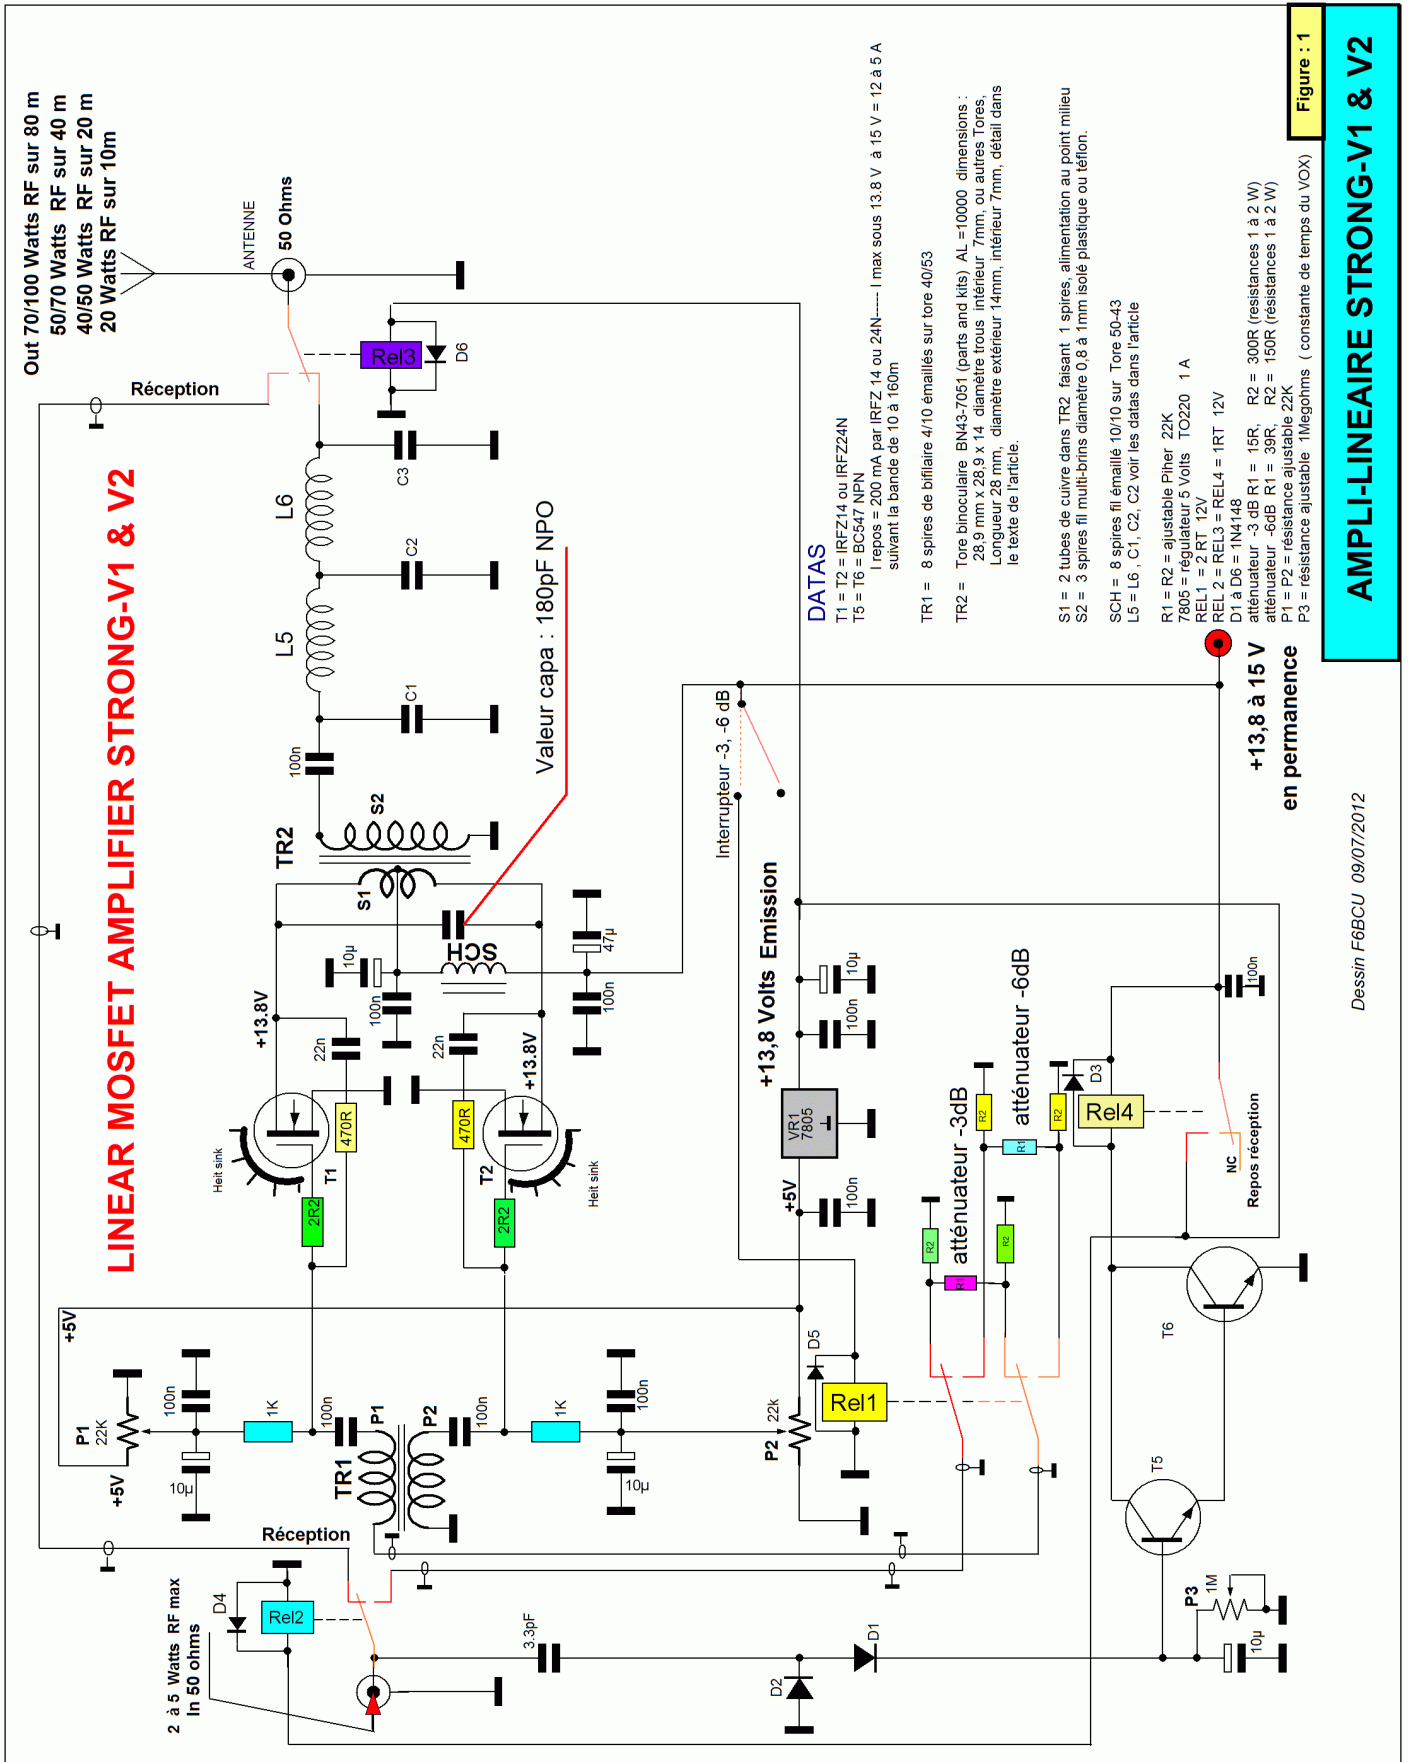 LINEAR MOSFET AMPLIFIER STRONG-V1 & V2
Out 70/100 Watts RF sur 80 m
50/70 Watts RF sur 40 m
40/50 Watts RF sur 20 m
20 Watts RF sur 10m
ANTENNE
50 Ohms
Réception
Rel3
D6
C3
L6
C2
L5
C1
100n
Valeur capa : 180pF NPO
TR2
S2
S1
SCH
10µ
100n
47µ
100n
+13.8V
22n
22n
+13.8V
470R
470R
Heit sink
T1
T2
Heit sink
2R2
2R2
+5V
P1
22K
+5V
100n
10µ
1K
100n
P1
TR1
P2
100n
1K
100n
10µ
P2
22k
Réception
2 à 5 Watts RF max
In 50 ohms
D4
Rel2
3.3pF
D2
D1
P3
1M
10µ
T5
T6
D5
Rel1
+5V
100n
VR1
7805
100n
10µ
+13,8 Volts Emission
Interrupteur -3, -6 dB
atténuateur -3dB
R2
R1
R2
atténuateur -6dB
R2
R1
R2
D3
Rel4
NC
Repos réception
100n
+13,8 à 15 V
en permanence
DATAS
T1 = T2 = IRFZ14 ou IRFZ24N
T5 = T6 = BC547 NPN
I repos = 200 mA par IRFZ 14 ou 24N----- I max sous 13.8 V à 15 V = 12 à 5 A
suivant la bande de 10 à 160m
TR1 = 8 spires de bifilaire 4/10 émaillés sur tore 40/53
TR2 = Tore binoculaire BN43-7051 (parts and kits) AL =10000 dimensions :
28,9 mm x 28,9 x 14 diamètre trous intérieur 7mm, ou autres Tores,
Longueur 28 mm, diamètre extérieur 14mm, intérieur 7mm, détail dans
le texte de l'article.
S1 = 2 tubes de cuivre dans TR2 faisant 1 spires, alimentation au point milieu
S2 = 3 spires fil multi-brins diamètre 0,8 à 1mm isolé plastique ou téflon.
SCH = 8 spires fil émaillé 10/10 sur Tore 50-43
L5 = L6 , C1, C2, C2 voir les datas dans l'article
R1 = R2 = ajustable Piher 22K
7805 = régulateur 5 Volts TO220 1 A
REL1 = 2 RT 12V
REL 2 = REL3 = REL4 = 1RT 12V
D1 à D6 = 1N4148
atténuateur -3 dB R1 = 15R, R2 = 300R (resistances 1 à 2 W)
atténuateur -6dB R1 = 39R, R2 = 150R (résistances 1 à 2 W)
P1 = P2 = résistance ajustable 22K
P3 = résistance ajustable 1Megohms ( constante de temps du VOX)
Figure : 1
AMPLI-LINEAIRE STRONG-V1 & V2
Dessin F6BCU 09/07/2012